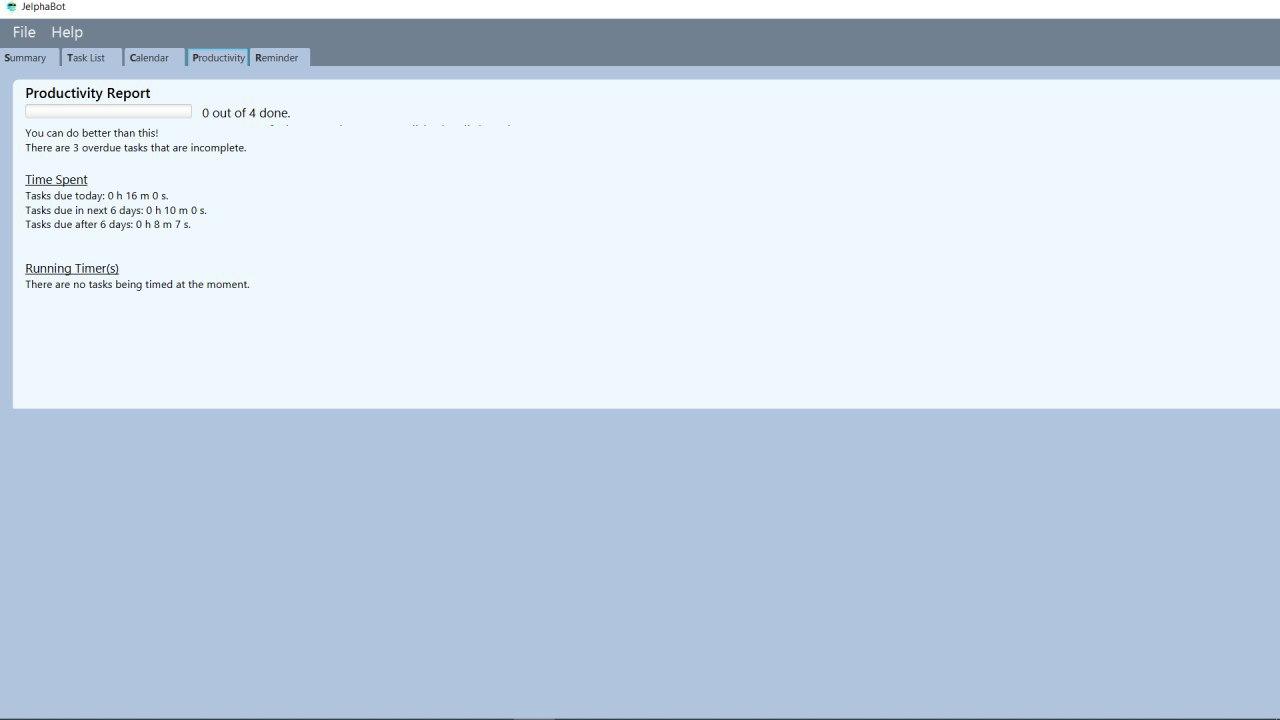 JelphaBot
File Help
Summary Task List Calendar Productivity Reminder
Productivity Report
0 out of 4 done.
You can do better than this!
There are 3 overdue tasks that are incomplete.
Time Spent
Tasks due today: 0 h 16 m 0 s.
Tasks due in next 6 days: 0 h 10 m 0 s.
Tasks due after 6 days: 0 h 8 m 7 s.
Running Timer(s)
There are no tasks being timed at the moment.